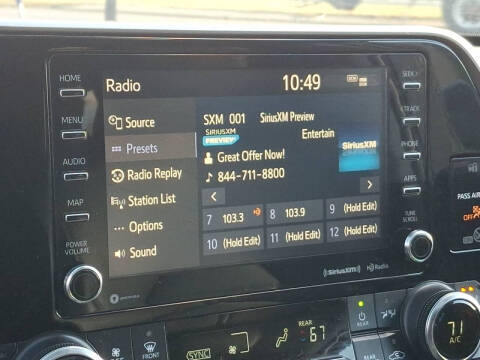 HOME
MENU
AUDIO
MAP
POWER
VOLUME
Radio
10:49
Source
Presets
Radio Replay
Station List
Options
Sound
SXM 001 SiriusXM Preview
SIRIUSXM
PREVIEW
Entertain
Great Offer Now!
844-711-8800
SiriusXM
<
>
7 103.3
8 103.9
9 (Hold Edit)
10 (Hold Edit)
11 (Hold Edit)
12 (Hold Edit)
SEEK >
TRACK
PHONE
APPS
TUNE
SCROLL
SiriusXM
HD Radio
PASS AIR
OFF
SYNC
FRONT
REAR
67
REAR
71
A/C